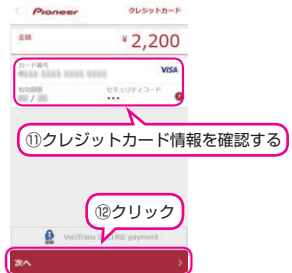 Pioneer クレジットカード
金額 ¥ 2,200
カード番号
VISA
有効期限 セキュリティコード
/ •••
?
⑪クレジットカード情報を確認する
⑫クリック
VeriTrans payment
次へ